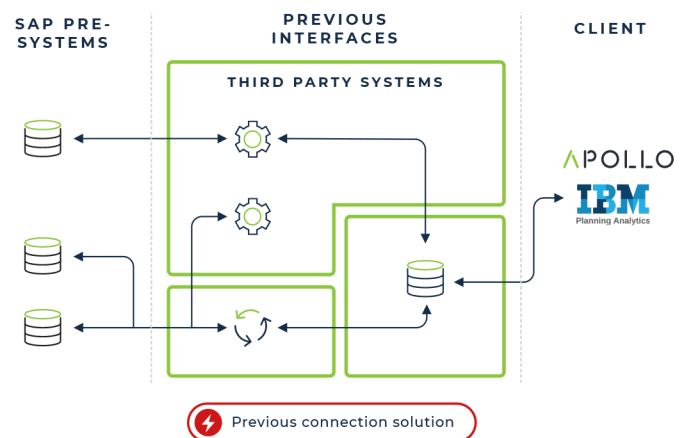 SAP PRE-
SYSTEMS
PREVIOUS
INTERFACES
CLIENT
THIRD PARTY SYSTEMS
APOLLO
IBM
Planning Analytics
Previous connection solution